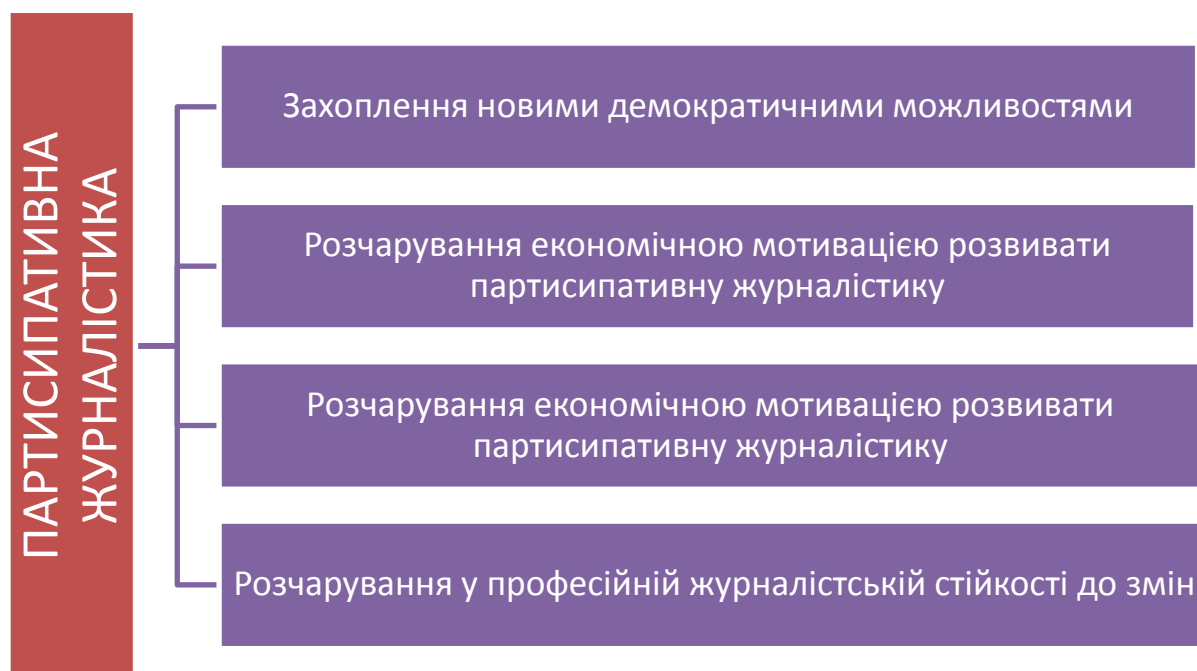 ПАРТИСИПАТИВНА
ЖУРНАЛІСТИКА
Захоплення новими демократичними можливостями
Розчарування економічною мотивацією розвивати
партисипативну журналістику
Розчарування економічною мотивацією розвивати
партисипативну журналістику
Розчарування у професійній журналістській стійкості до змін